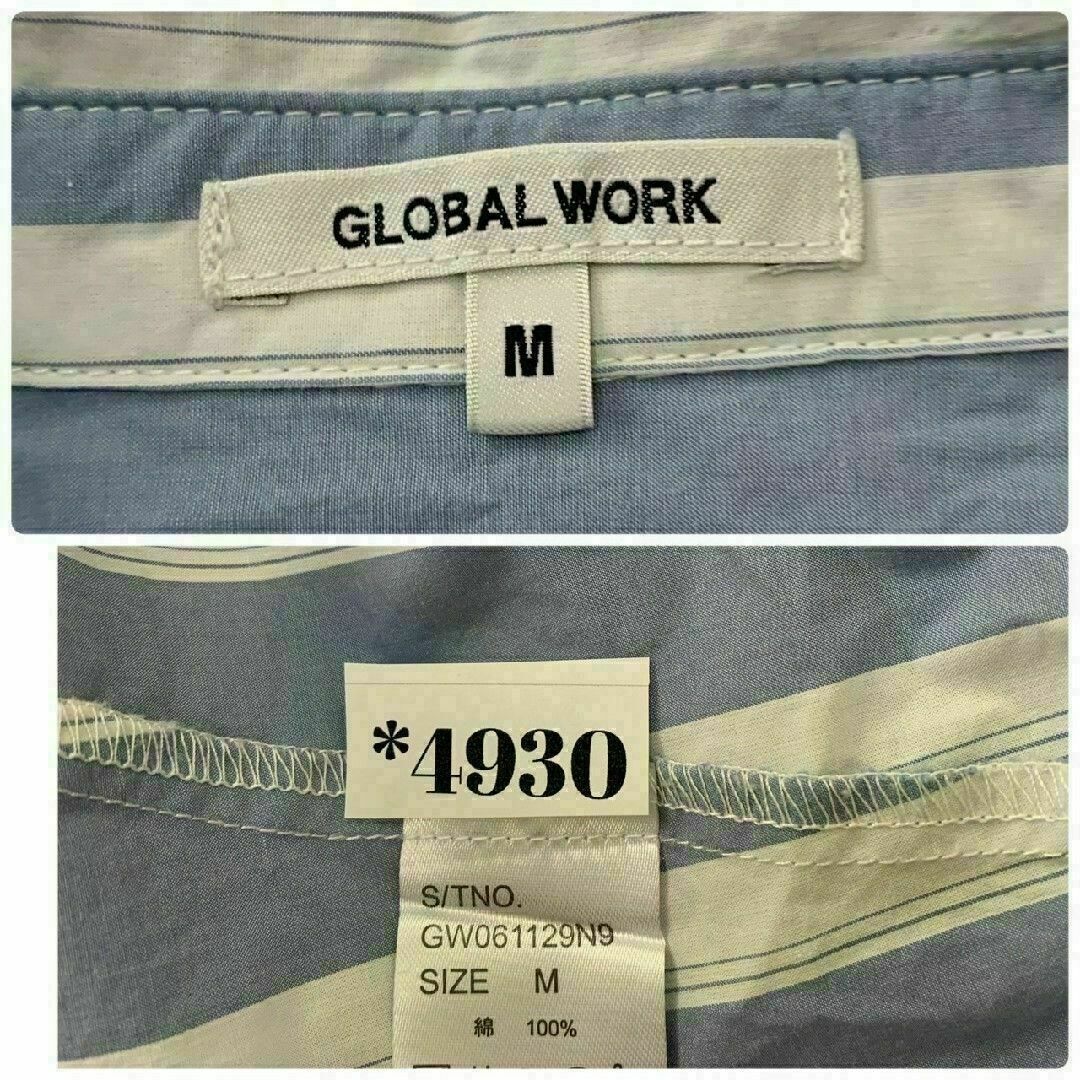 GLOBAL WORK
M
*4930
S/TNO.
GW061129N9
SIZE M
綿 100%